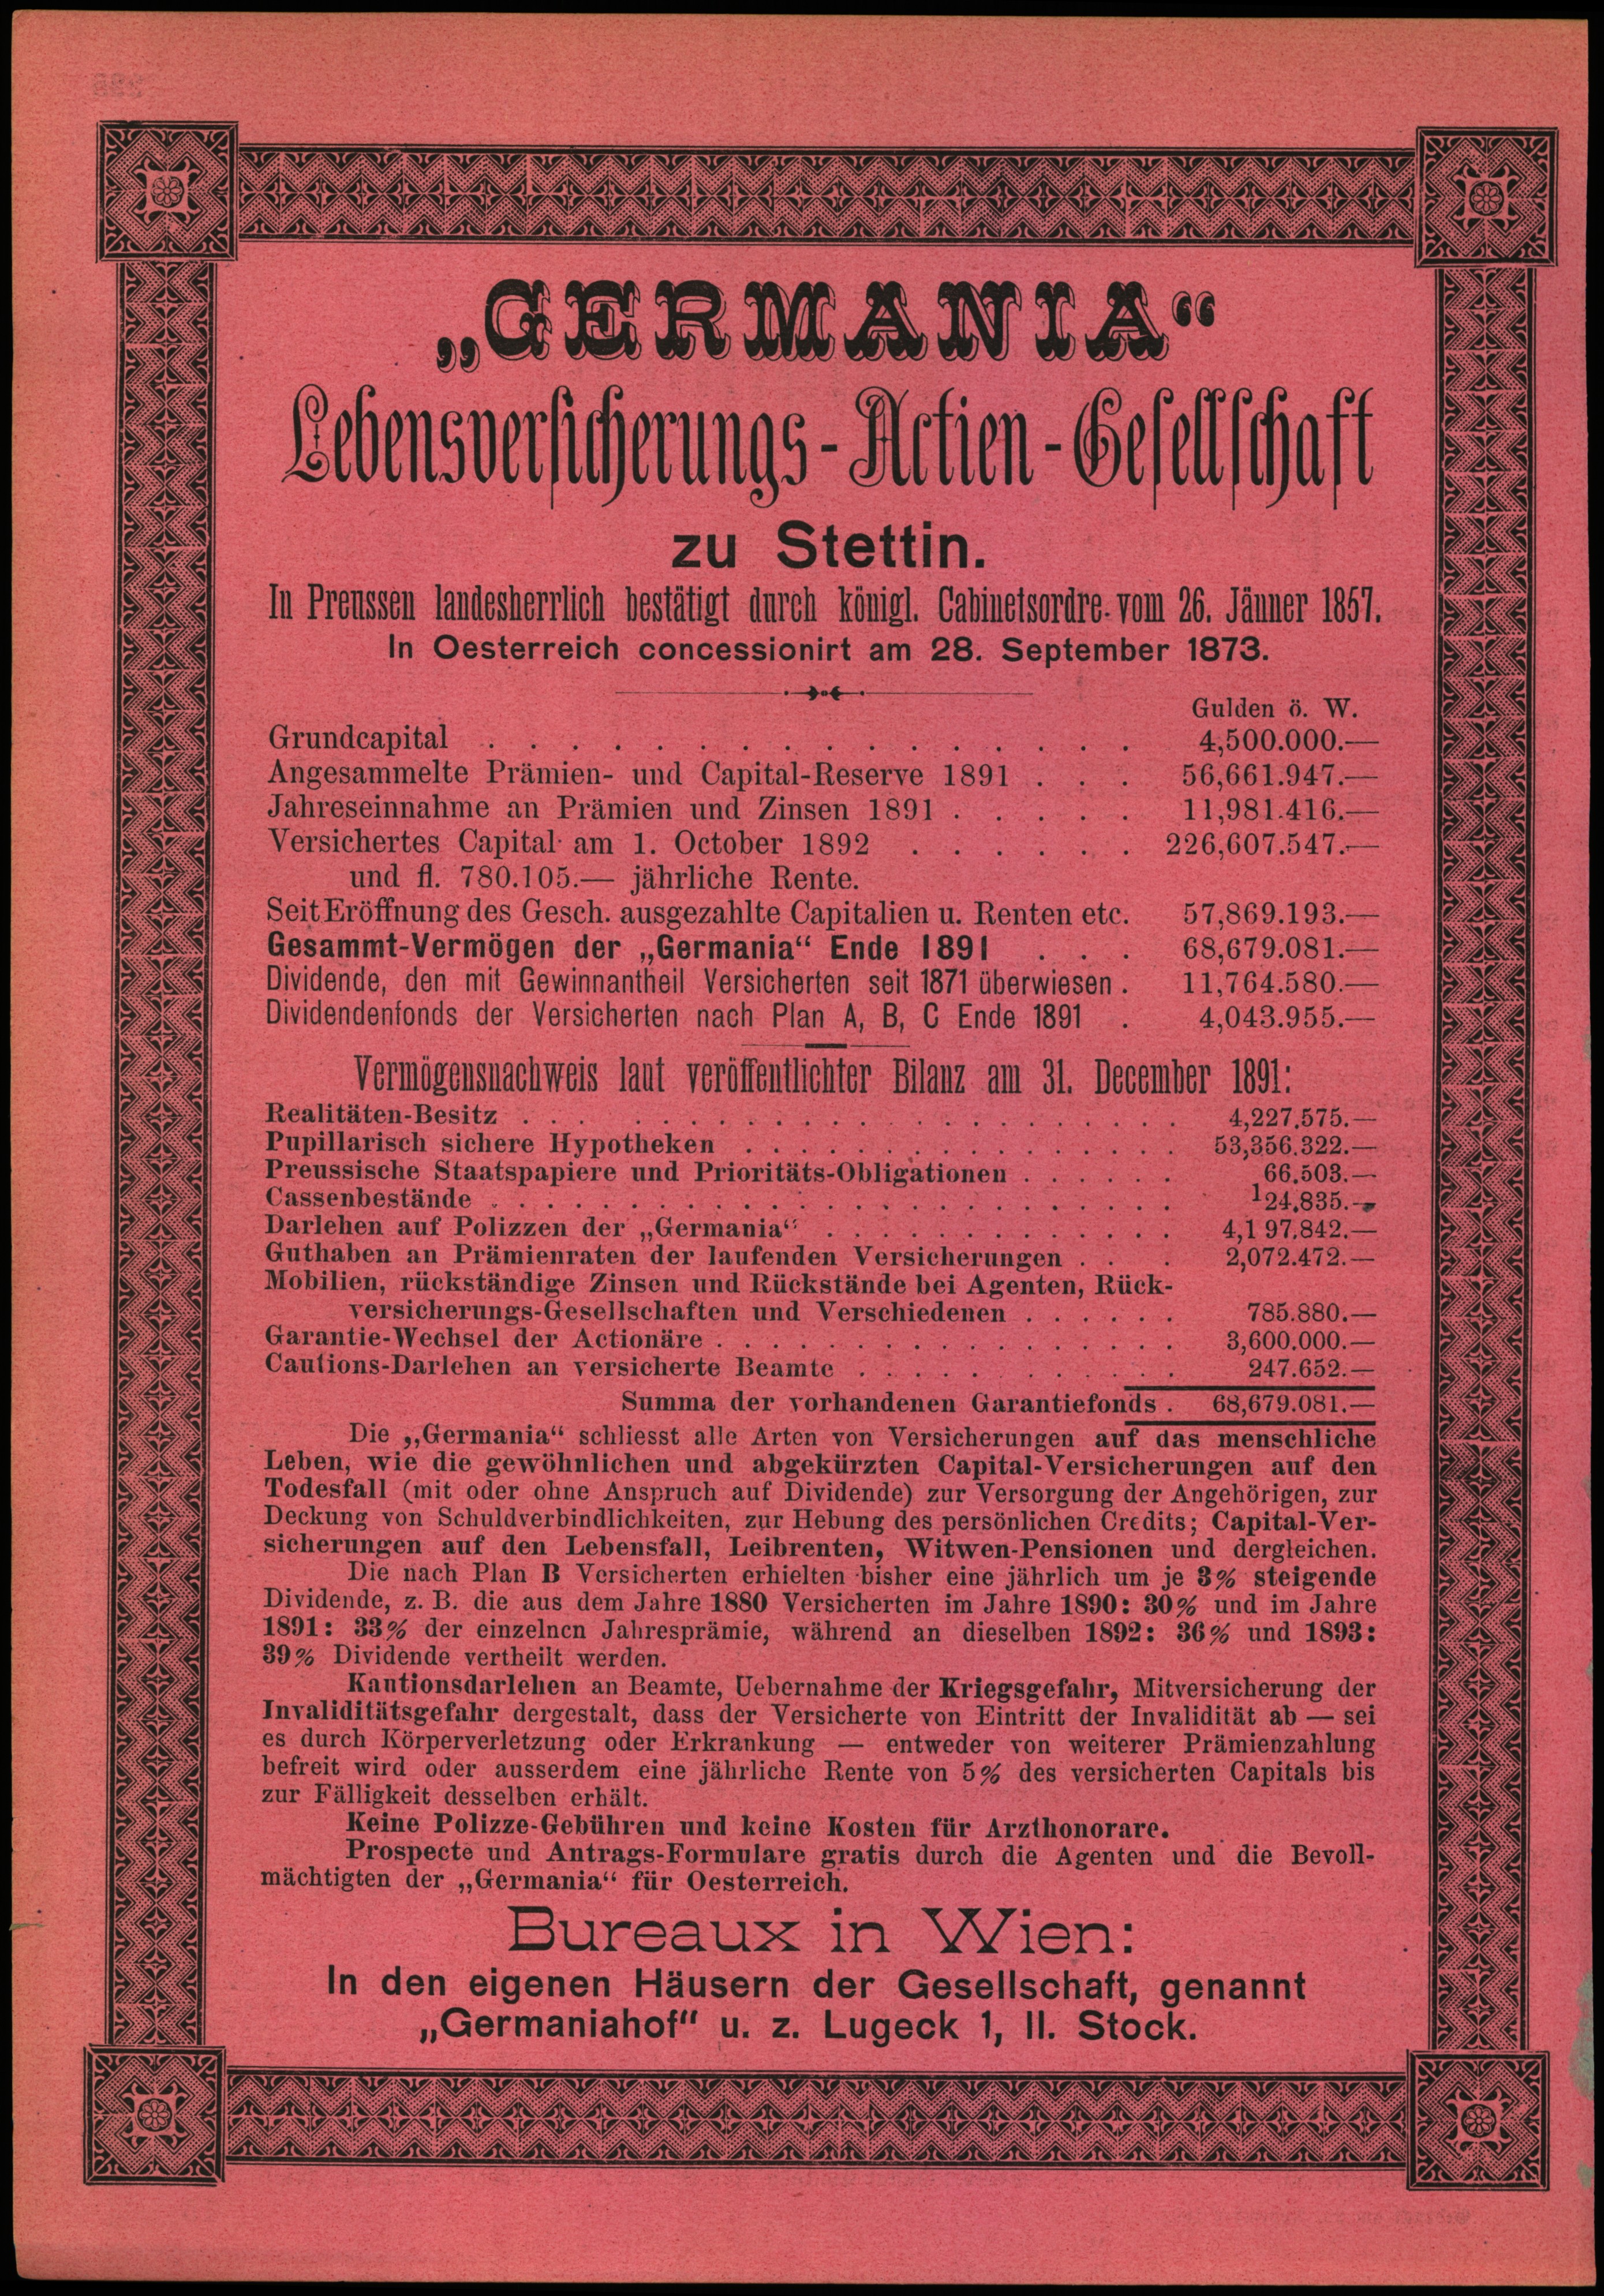 „GERMANIA“
Lebensversicherungs-Actien-Gesellschaft
zu Stettin.
In Preussen landesherrlich bestätigt durch königl. Cabinetsordre vom 26. Jänner 1857.
In Oesterreich concessionirt am 28. September 1873.
Gulden ö. W.
Grundcapital . . . . . . . . . . . . . . . . 4,500.000.—
Angesammelte Prämien- und Capital-Reserve 1891 . . . 56,661.947.—
Jahreseinnahme an Prämien und Zinsen 1891 . . . . . 11,981.416.—
Versichertes Capital am 1. October 1892 . . . . . . 226,607.547.—
und fl. 780.105.— jährliche Rente.
Seit Eröffnung des Gesch. ausgezahlte Capitalien u. Renten etc. 57,869.193.—
Gesammt-Vermögen der „Germania“ Ende 1891 . . . 68,679.081.—
Dividende, den mit Gewinnantheil Versicherten seit 1871 überwiesen . 11,764.580.—
Dividendenfonds der Versicherten nach Plan A, B, C Ende 1891 . 4,043.955.—
Vermögensnachweis laut veröffentlichter Bilanz am 31. December 1891:
Realitäten-Besitz . . . . . . . . . . . . . . . . 4,227.575.—
Pupillarisch sichere Hypotheken . . . . . . . . . . . . . . . . 53,356.322.—
Preussische Staatspapiere und Prioritäts-Obligationen . . . . . . 66.503.—
Cassenbestände . . . . . . . . . . . . . . . . . 124.835.—
Darlehen auf Polizzen der „Germania“ . . . . . . . . . . . . . 4,197.842.—
Guthaben an Prämienraten der laufenden Versicherungen . . . 2,072.472.—
Mobilien, rückständige Zinsen und Rückstände bei Agenten, Rück-
versicherungs-Gesellschaften und Verschiedenen . . . . . . 785.880.—
Garantie-Wechsel der Actionäre . . . . . . . . . . . . . . . . . 3,600.000.—
Cautions-Darlehen an versicherte Beamte . . . . . . . . . . . . 247.652.—
Summa der vorhandenen Garantiefonds . 68,679.081.—
Die „Germania“ schliesst alle Arten von Versicherungen auf das menschliche
Leben, wie die gewöhnlichen und abgekürzten Capital-Versicherungen auf den
Todesfall (mit oder ohne Anspruch auf Dividende) zur Versorgung der Angehörigen, zur
Deckung von Schuldverbindlichkeiten, zur Hebung des persönlichen Credits; Capital-Ver-
sicherungen auf den Lebensfall, Leibrenten, Witwen-Pensionen und dergleichen.
Die nach Plan B Versicherten erhielten bisher eine jährlich um je 3% steigende
Dividende, z. B. die aus dem Jahre 1880 Versicherten im Jahre 1890: 30% und im Jahre
1891: 33% der einzelnen Jahresprämie, während an dieselben 1892: 36% und 1893:
39% Dividende vertheilt werden.
Kautionsdarlehen an Beamte, Uebernahme der Kriegsgefahr, Mitversicherung der
Invaliditätsgefahr dergestalt, dass der Versicherte von Eintritt der Invalidität ab — sei
es durch Körperverletzung oder Erkrankung — entweder von weiterer Prämienzahlung
befreit wird oder ausserdem eine jährliche Rente von 5% des versicherten Capitals bis
zur Fälligkeit desselben erhält.
Keine Polizze-Gebühren und keine Kosten für Arzthonorare.
Prospecte und Antrags-Formulare gratis durch die Agenten und die Bevoll-
mächtigten der „Germania“ für Oesterreich.
Bureaux in Wien:
In den eigenen Häusern der Gesellschaft, genannt
„Germaniahof“ u. z. Lugeck 1, II. Stock.